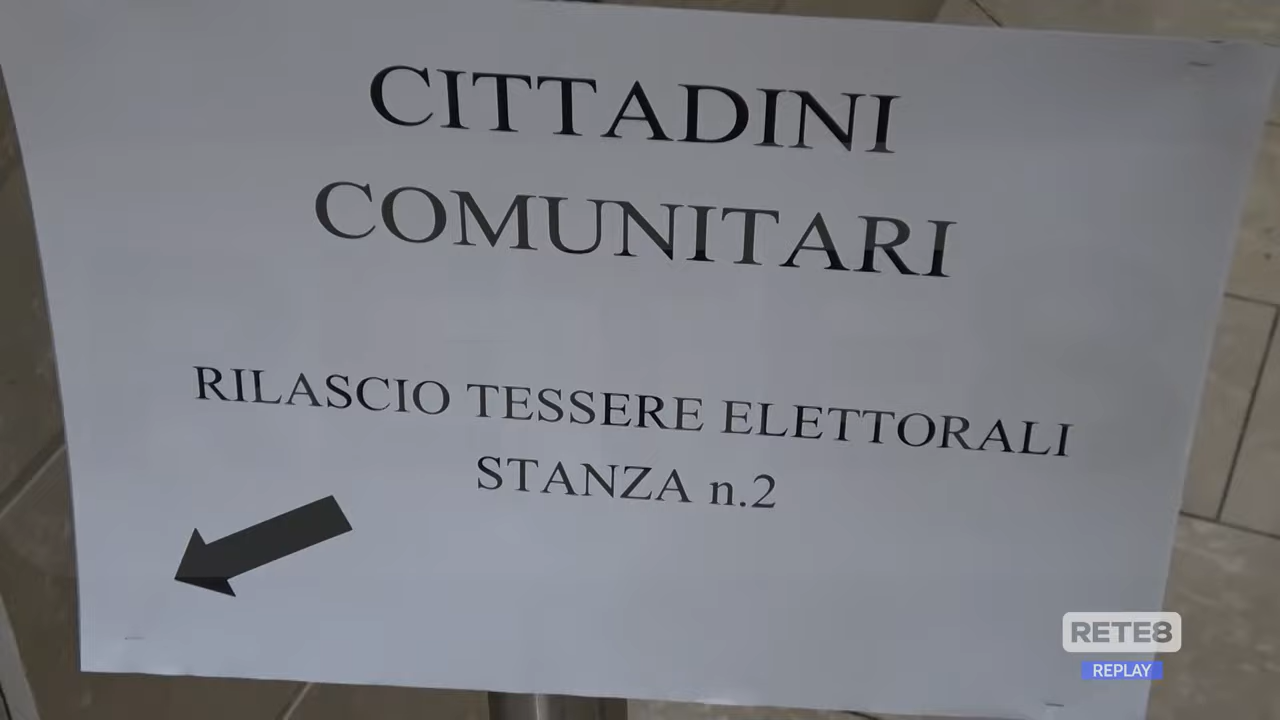 CITTADINI
COMUNITARI
RILASCIO TESSERE ELETTORALI
STANZA n.2
RETE8
REPLAY